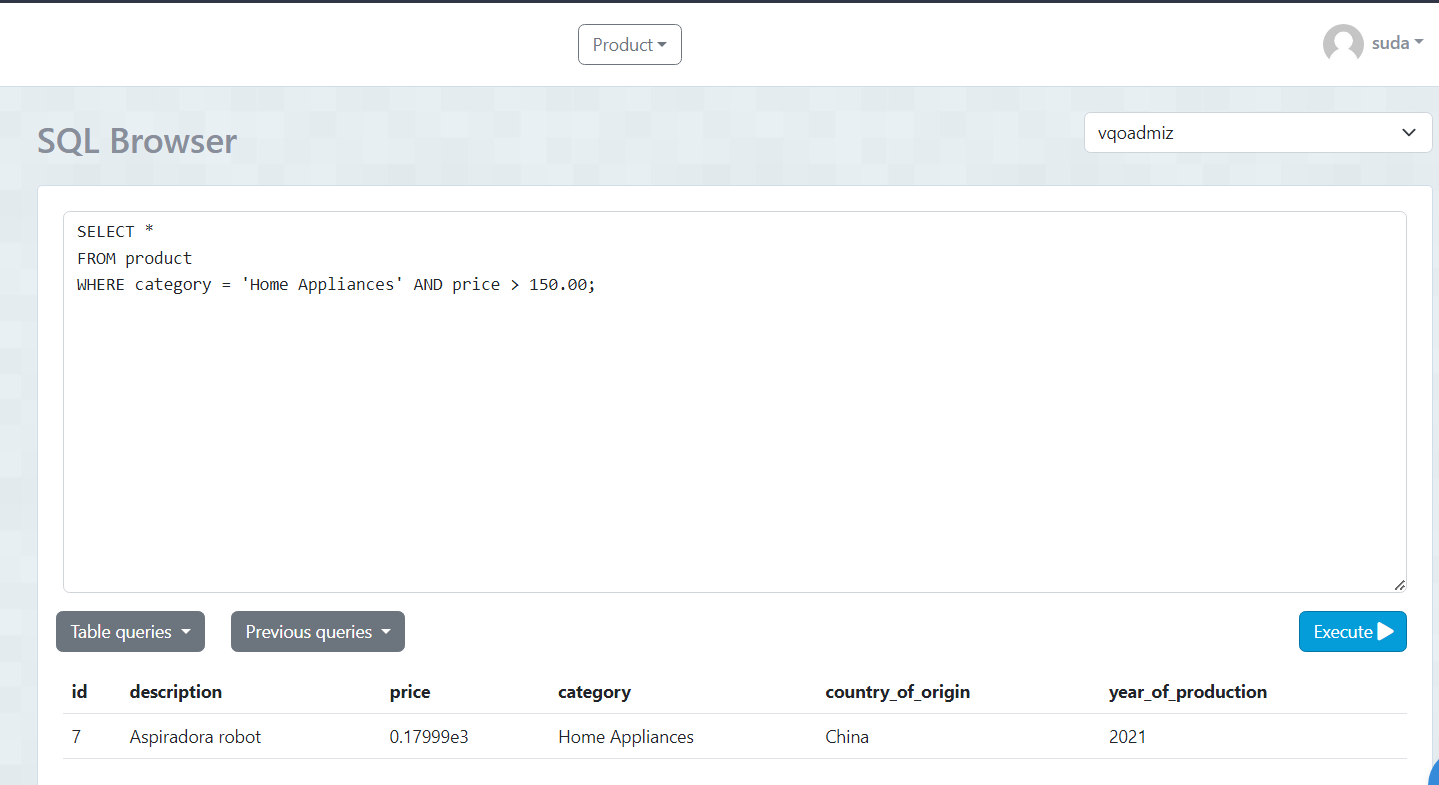 Product
suda
SQL Browser
vqoadmiz
SELECT *
FROM product
WHERE category = 'Home Appliances' AND price > 150.00;
Table queries
Previous queries
Execute
id description price category country_of_origin year_of_production
7 Aspiradora robot 0.17999e3 Home Appliances China 2021